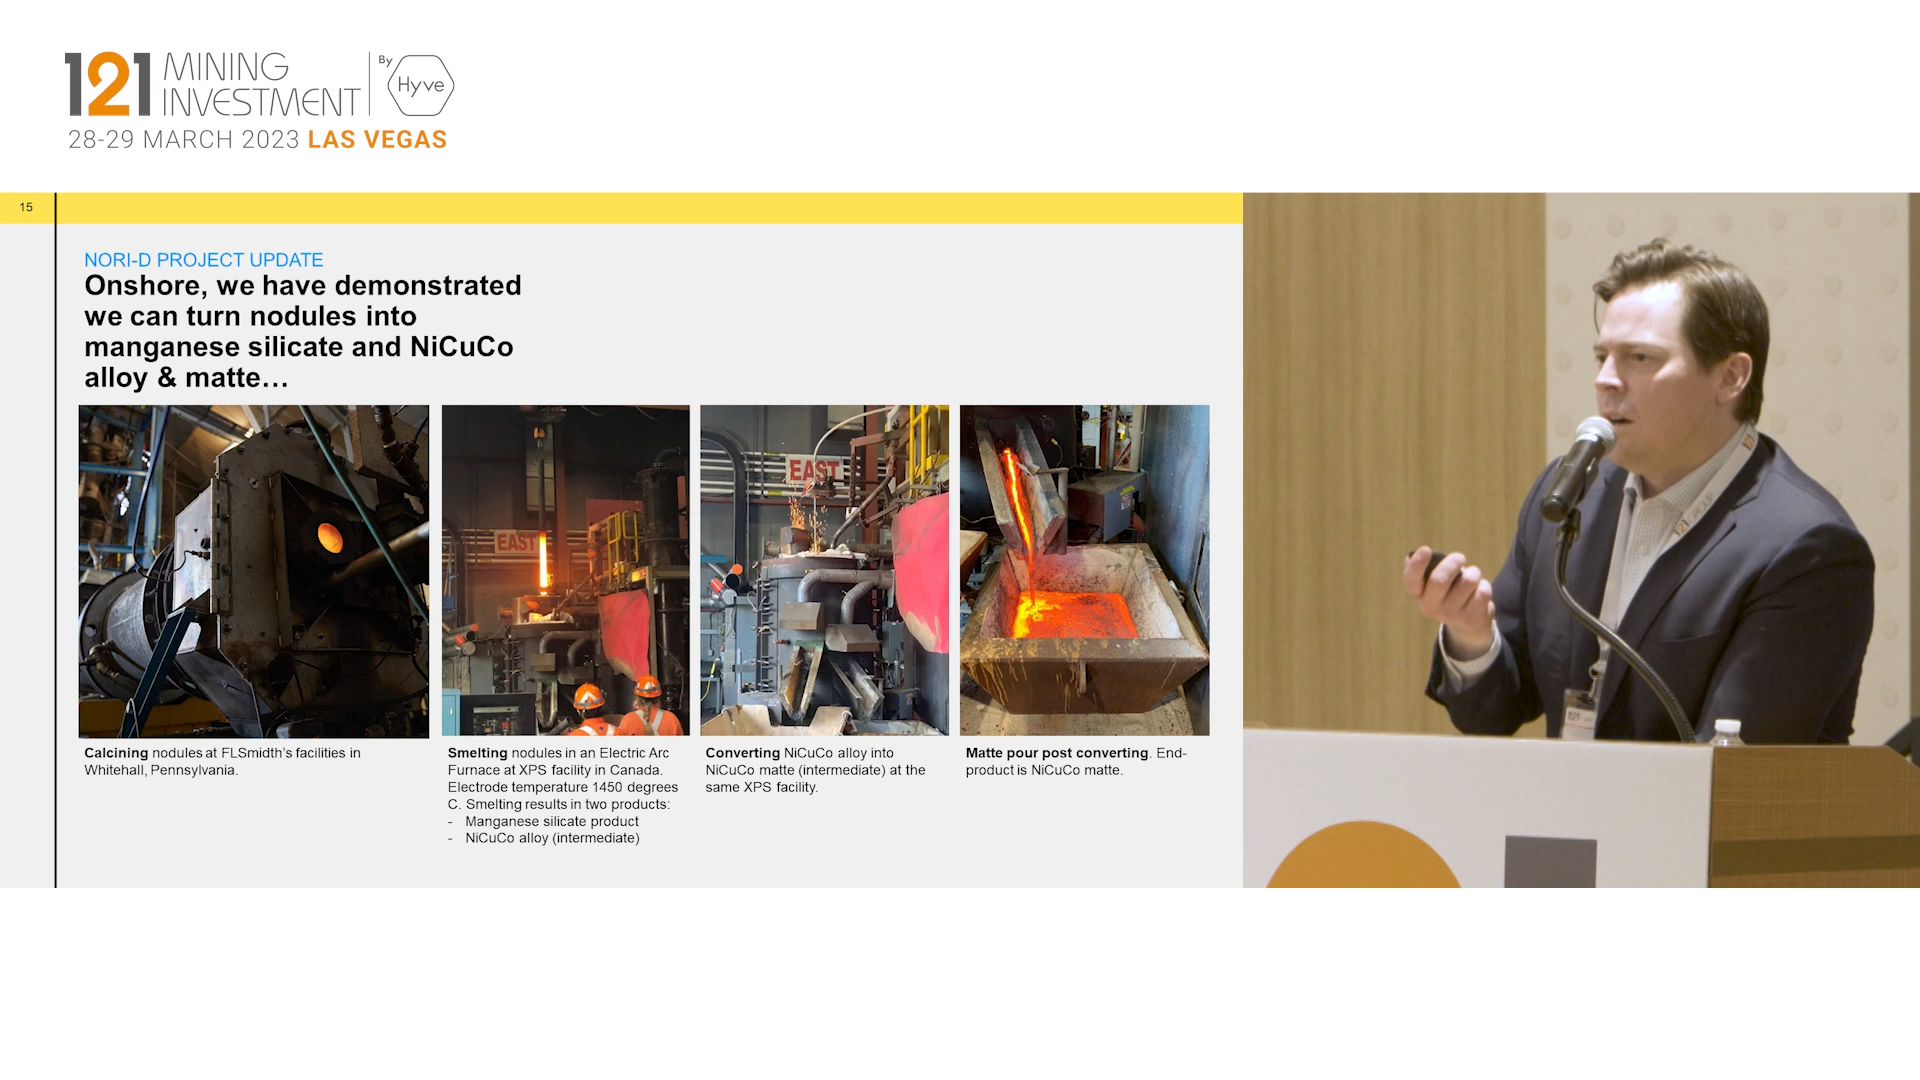 121 MINING INVESTMENT By Hyve
28-29 MARCH 2023 LAS VEGAS
15
NORI-D PROJECT UPDATE
Onshore, we have demonstrated
we can turn nodules into
manganese silicate and NiCuCo
alloy & matte…
EAST
EAST
Calcining nodules at FLSmidth's facilities in
Whitehall, Pennsylvania.
Smelting nodules in an Electric Arc
Furnace at XPS facility in Canada.
Electrode temperature 1450 degrees
C. Smelting results in two products:
- Manganese silicate product
- NiCuCo alloy (intermediate)
Converting NiCuCo alloy into
NiCuCo matte (intermediate) at the
same XPS facility.
Matte pour post converting. End-
product is NiCuCo matte.
121 GROUP
121